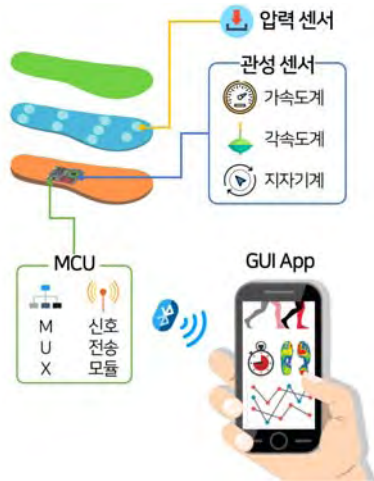 압력 센서
관성 센서
가속도계
각속도계
지자기계
MCU
M 신호
U 전송
X 모듈
GUI App